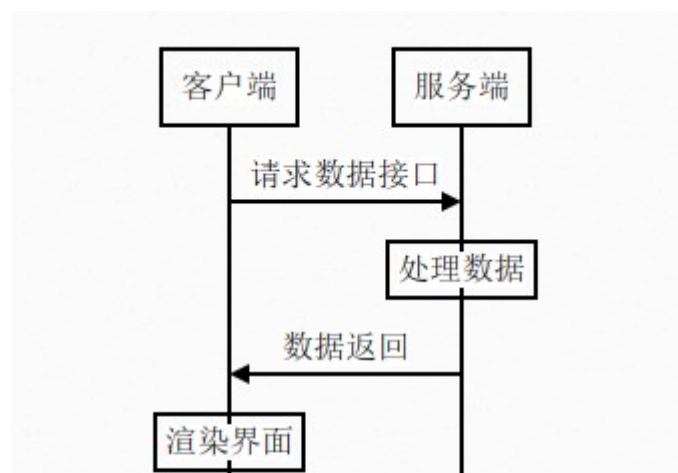 客户端
服务端
请求数据接口
处理数据
数据返回
渲染界面